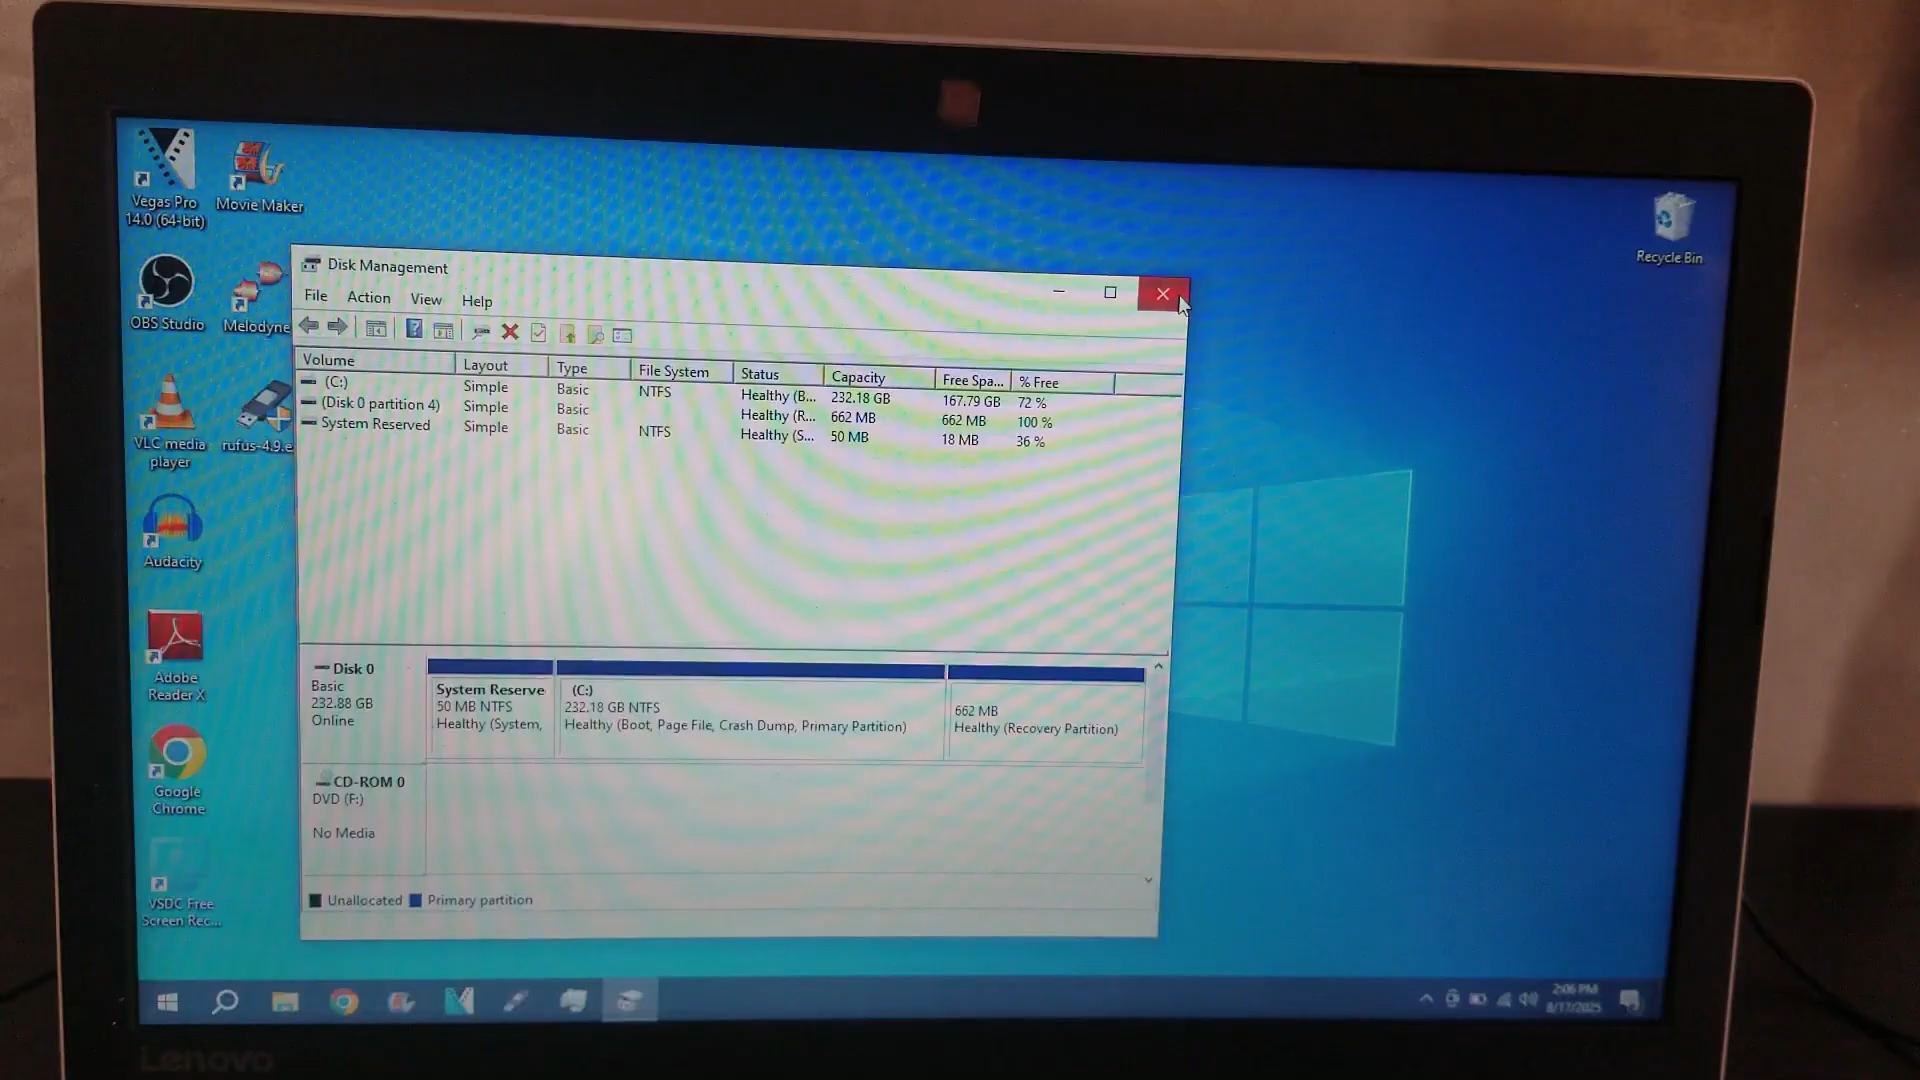 Vegas Pro
14.0 (64-bit)
Movie Maker
Recycle Bin
OBS Studio
Melodyne
VLC media
player
rufus-4.9.e
Audacity
Adobe
Reader X
Google
Chrome
VSDC Free
Screen Rec...
Disk Management
File Action View Help
Volume Layout Type File System Status Capacity Free Spa... % Free
(C:) Simple Basic NTFS Healthy (B... 232.18 GB 167.79 GB 72 %
(Disk 0 partition 4) Simple Basic Healthy (R... 662 MB 662 MB 100 %
System Reserved Simple Basic NTFS Healthy (S... 50 MB 18 MB 36 %
Disk 0
Basic
232.88 GB
Online
System Reserve
50 MB NTFS
Healthy (System,
(C:)
232.18 GB NTFS
Healthy (Boot, Page File, Crash Dump, Primary Partition)
662 MB
Healthy (Recovery Partition)
CD-ROM 0
DVD (F:)
No Media
Unallocated Primary partition
2:06 PM
8/17/2025
Lenovo